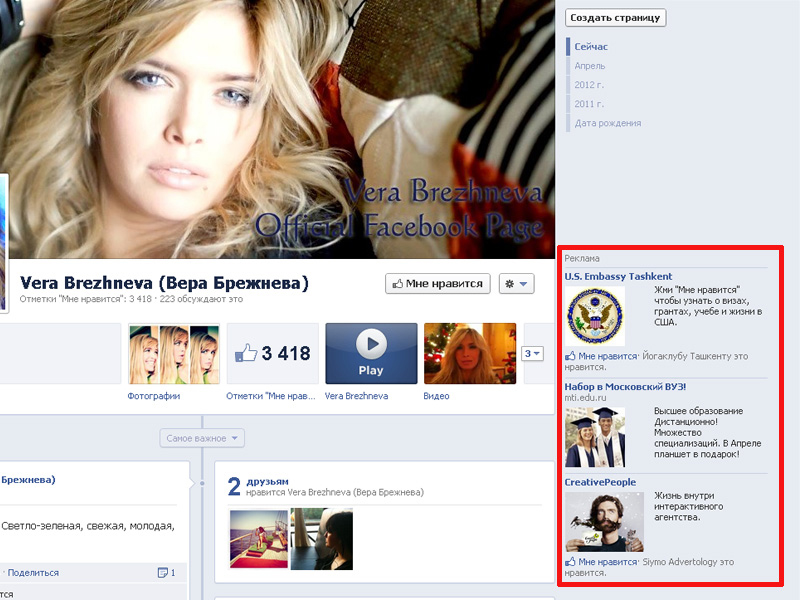 Vera Brezhneva
Official Facebook Page
Vera Brezhneva (Вера Брежнева)
Отметки "Мне нравится": 3 418 · 223 обсуждают это
Мне нравится
3 418
Play
3
Фотографии
Отметки "Мне нрав...
Vera Brezhneva
Видео
Самое важное
Брежнева)
Светло-зеленая, свежая, молодая,
· Поделиться
1
тся
2 друзьям
нравится Vera Brezhneva (Вера Брежнева)
Создать страницу
Сейчас
Апрель
2012 г.
2011 г.
Дата рождения
Реклама
U.S. Embassy Tashkent
Жми "Мне нравится"
чтобы узнать о визах,
грантах, учебе и жизни в
США.
Мне нравится · Йогаклубу Ташкенту это
нравится.
Набор в Московский ВУЗ!
mti.edu.ru
Высшее образование
Дистанционно!
Множество
специализаций. В Апреле
планшет в подарок!
CreativePeople
Жизнь внутри
интерактивного
агентства.
Мне нравится · Siymo Advertology это
нравится.